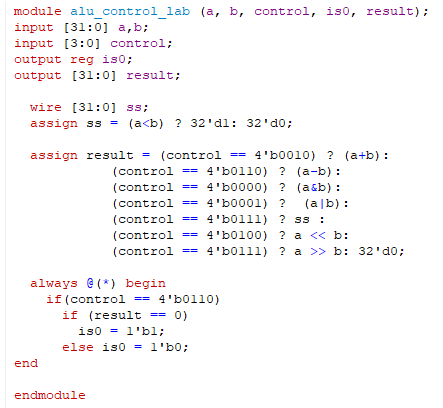 module alu_control_lab (a, b, control, is0, result);
input [31:0] a,b;
input [3:0] control;
output reg is0;
output [31:0] result;
wire [31:0] ss;
assign ss = (a<b) ? 32'd1: 32'd0;
assign result = (control == 4'b0010) ? (a+b):
(control == 4'b0110) ? (a-b):
(control == 4'b0000) ? (a&b):
(control == 4'b0001) ? (a|b):
(control == 4'b0111) ? ss :
(control == 4'b0100) ? a << b:
(control == 4'b0111) ? a >> b: 32'd0;
always @(*) begin
if(control == 4'b0110)
if (result == 0)
is0 = 1'b1;
else is0 = 1'b0;
end
endmodule